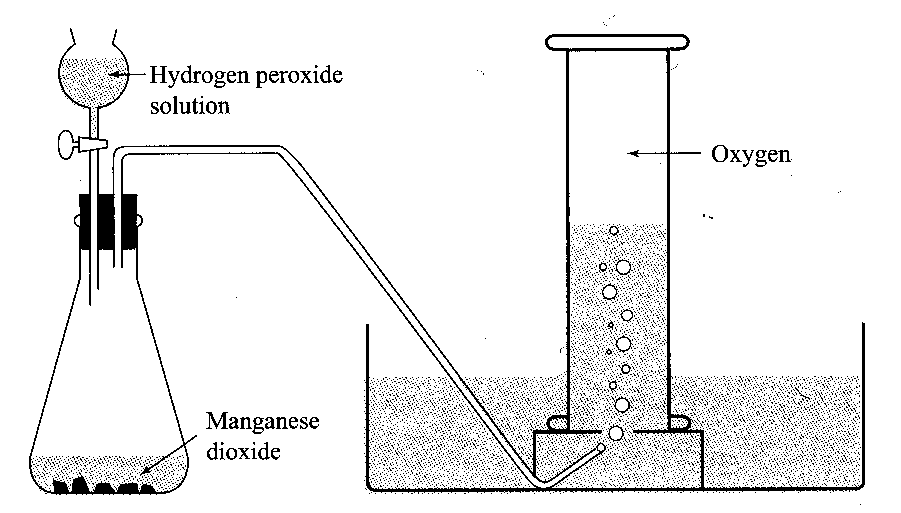 Hydrogen peroxide
solution
Oxygen
Manganese
dioxide